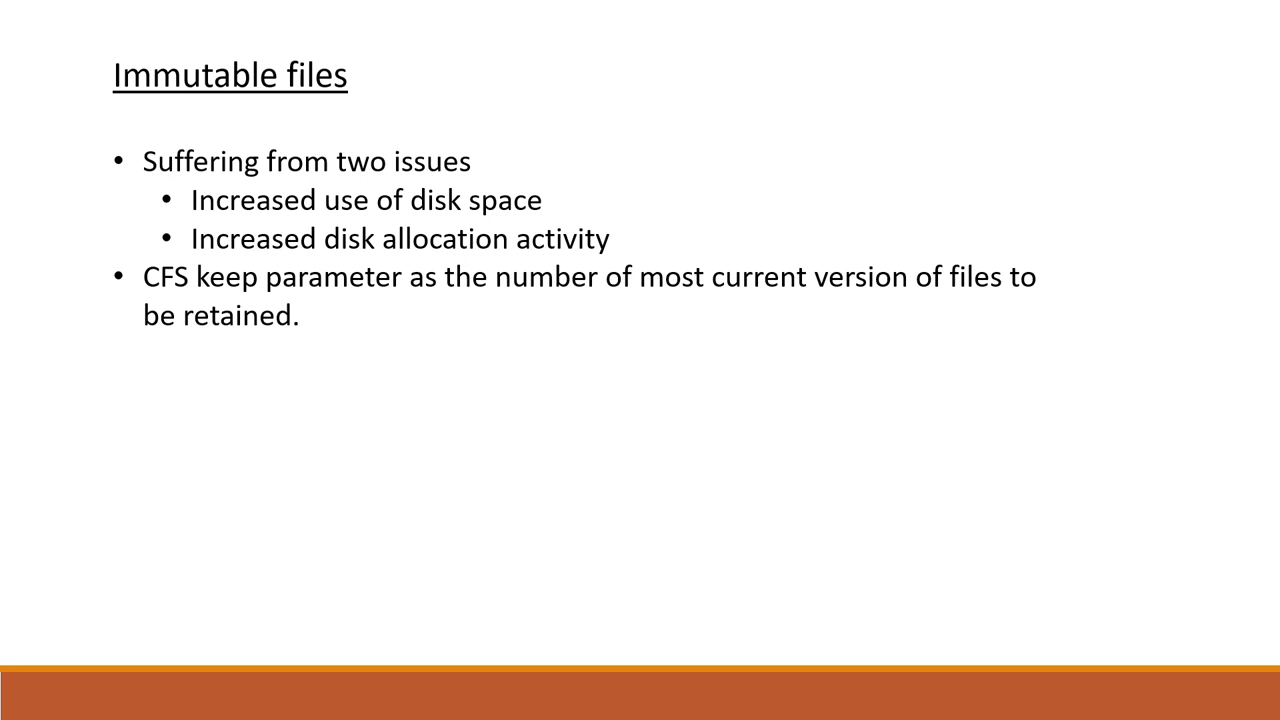 Immutable files
• Suffering from two issues
• Increased use of disk space
• Increased disk allocation activity
• CFS keep parameter as the number of most current version of files to
be retained.